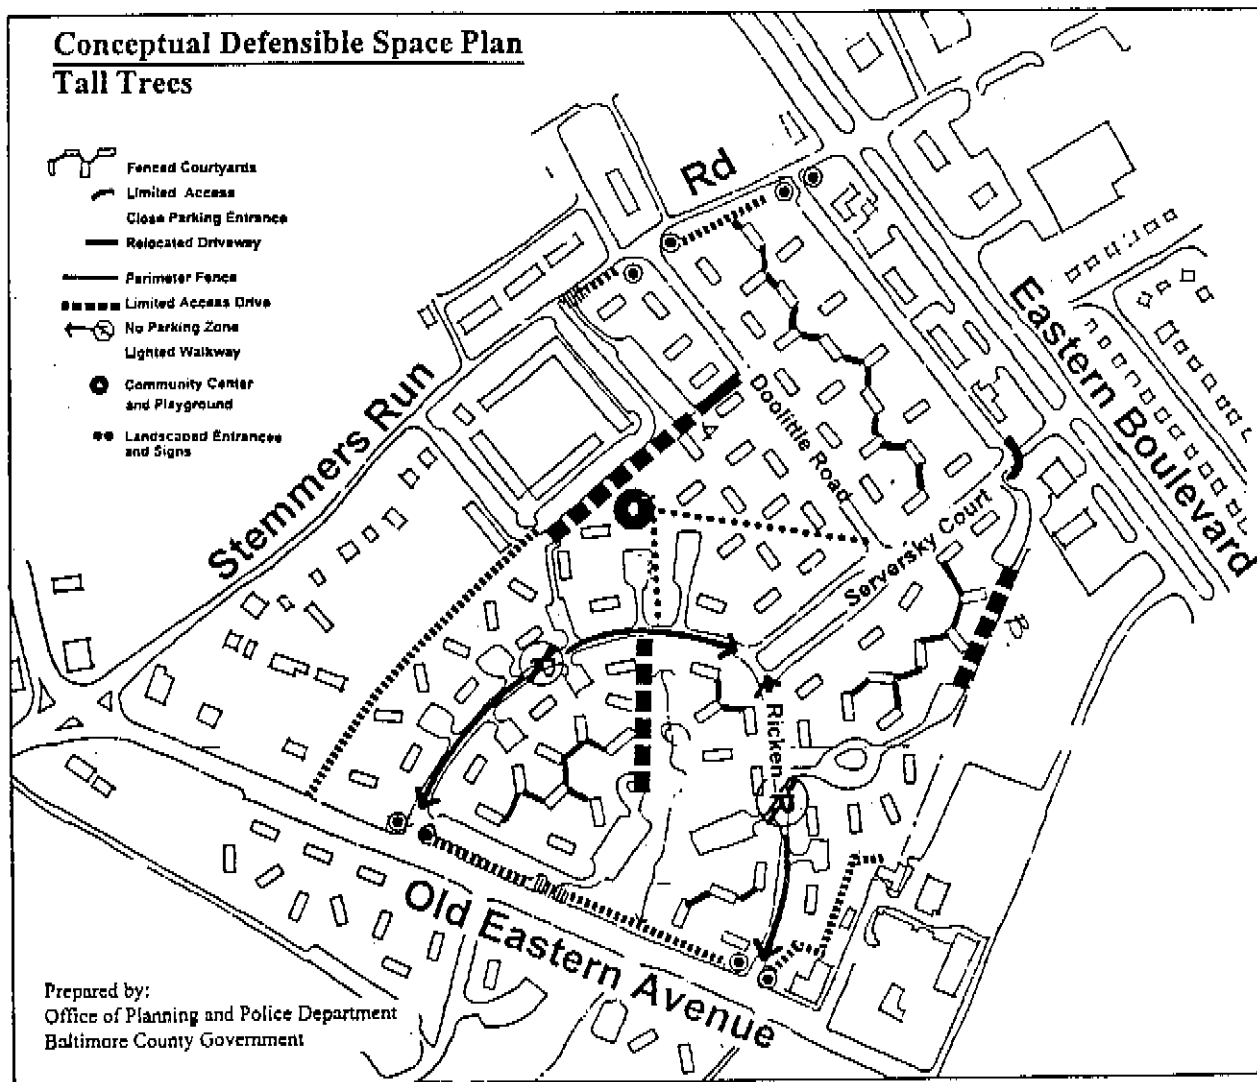 Conceptual Defensible Space Plan
Tall Trees
Fenced Courtyards
Limited Access
Close Parking Entrance
Relocated Driveway
Perimeter Fence
Limited Access Drive
No Parking Zone
Lighted Walkway
Community Center
and Playground
Landscaped Entrances
and Signs
Rd
Stemmers Run
Eastern Boulevard
Doolittle Road
A
Serversky Court
B.
Ricken
R
Old Eastern Avenue
Prepared by:
Office of Planning and Police Department
Baltimore County Government